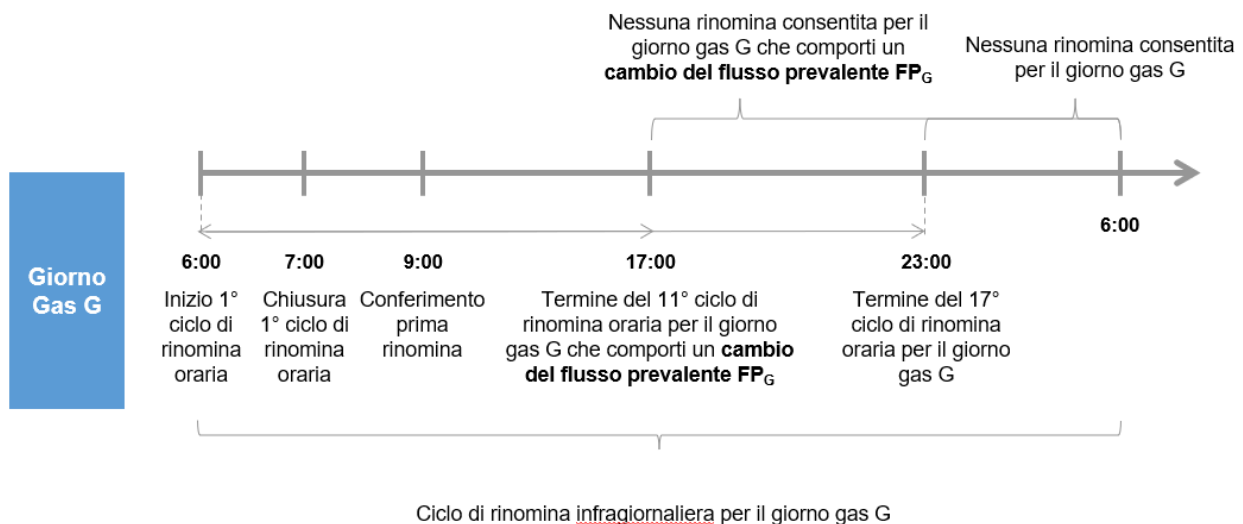 Nessuna rinomina consentita per il
giorno gas G che comporti un
cambio del flusso prevalente FPG
Nessuna rinomina consentita
per il giorno gas G
6:00
Giorno
Gas G
6:00
Inizio 1°
ciclo di
rinomina
oraria
7:00
Chiusura
1° ciclo di
rinomina
oraria
9:00
Conferimento
prima
rinomina
17:00
Termine del 11° ciclo di
rinomina oraria per il giorno
gas G che comporti un cambio
del flusso prevalente FPG
23:00
Termine del 17°
ciclo di rinomina
oraria per il giorno
gas G
Ciclo di rinomina infragiornaliera per il giorno gas G